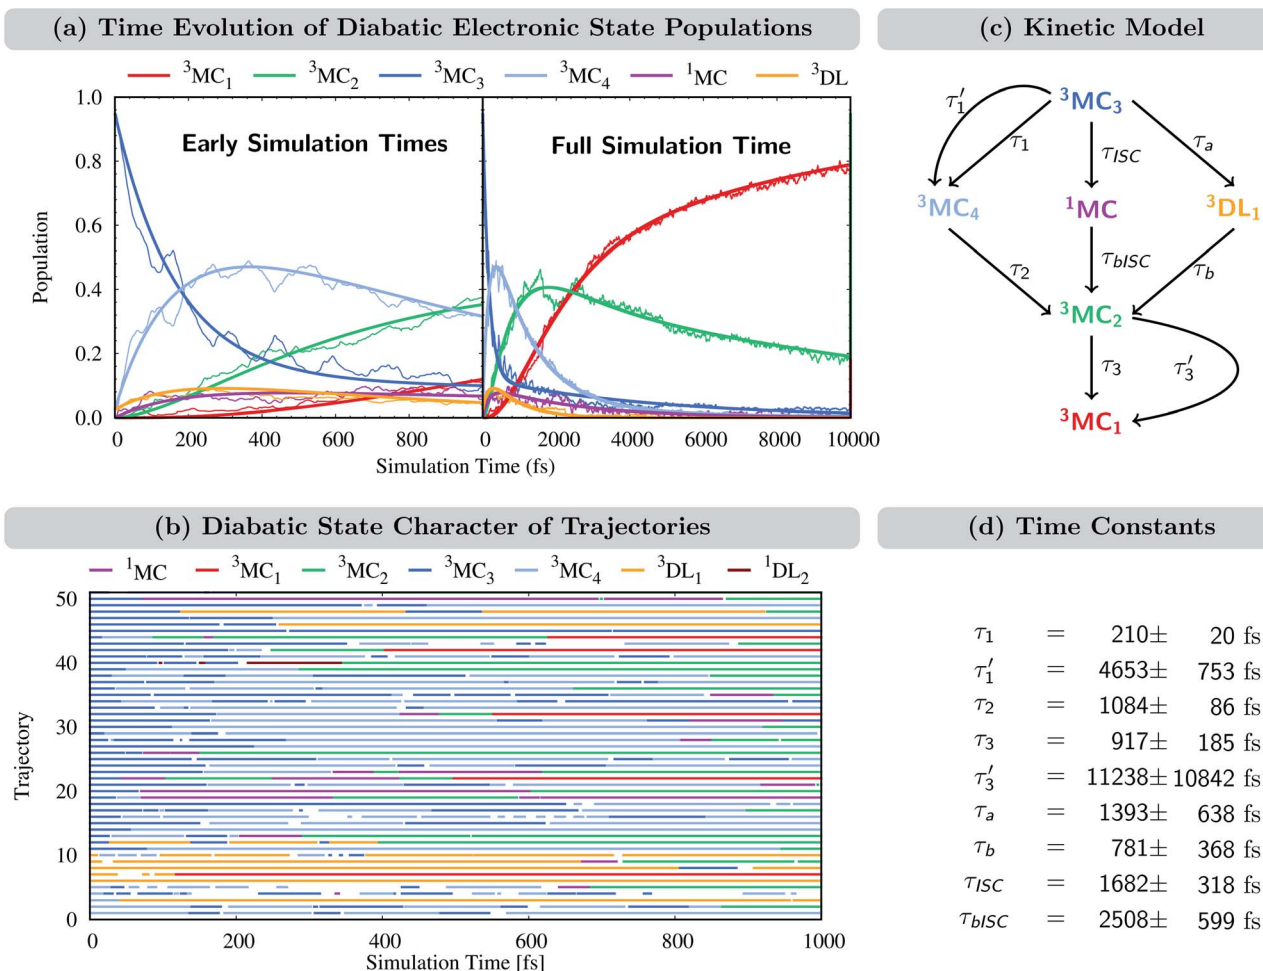 (a) Time Evolution of Diabatic Electronic State Populations
³MC₁ ³MC₂ ³MC₃ ³MC₄ ¹MC ³DL
1.0
0.8
0.6
0.4
0.2
0.0
Population
Early Simulation Times
Full Simulation Time
0 200 400 600 800 0 2000 4000 6000 8000 10000
Simulation Time (fs)
(c) Kinetic Model
³MC₃
τ₁′ τ₁ τ_ISC τ_a
³MC₄ ¹MC ³DL₁
τ₂ τ_bISC τ_b
³MC₂
τ₃ τ₃′
³MC₁
(b) Diabatic State Character of Trajectories
¹MC ³MC₁ ³MC₂ ³MC₃ ³MC₄ ³DL₁ ¹DL₂
50
40
30
20
10
0
Trajectory
0 200 400 600 800 1000
Simulation Time [fs]
(d) Time Constants
τ₁ = 210± 20 fs
τ₁′ = 4653± 753 fs
τ₂ = 1084± 86 fs
τ₃ = 917± 185 fs
τ₃′ = 11238± 10842 fs
τ_a = 1393± 638 fs
τ_b = 781± 368 fs
τ_ISC = 1682± 318 fs
τ_bISC = 2508± 599 fs